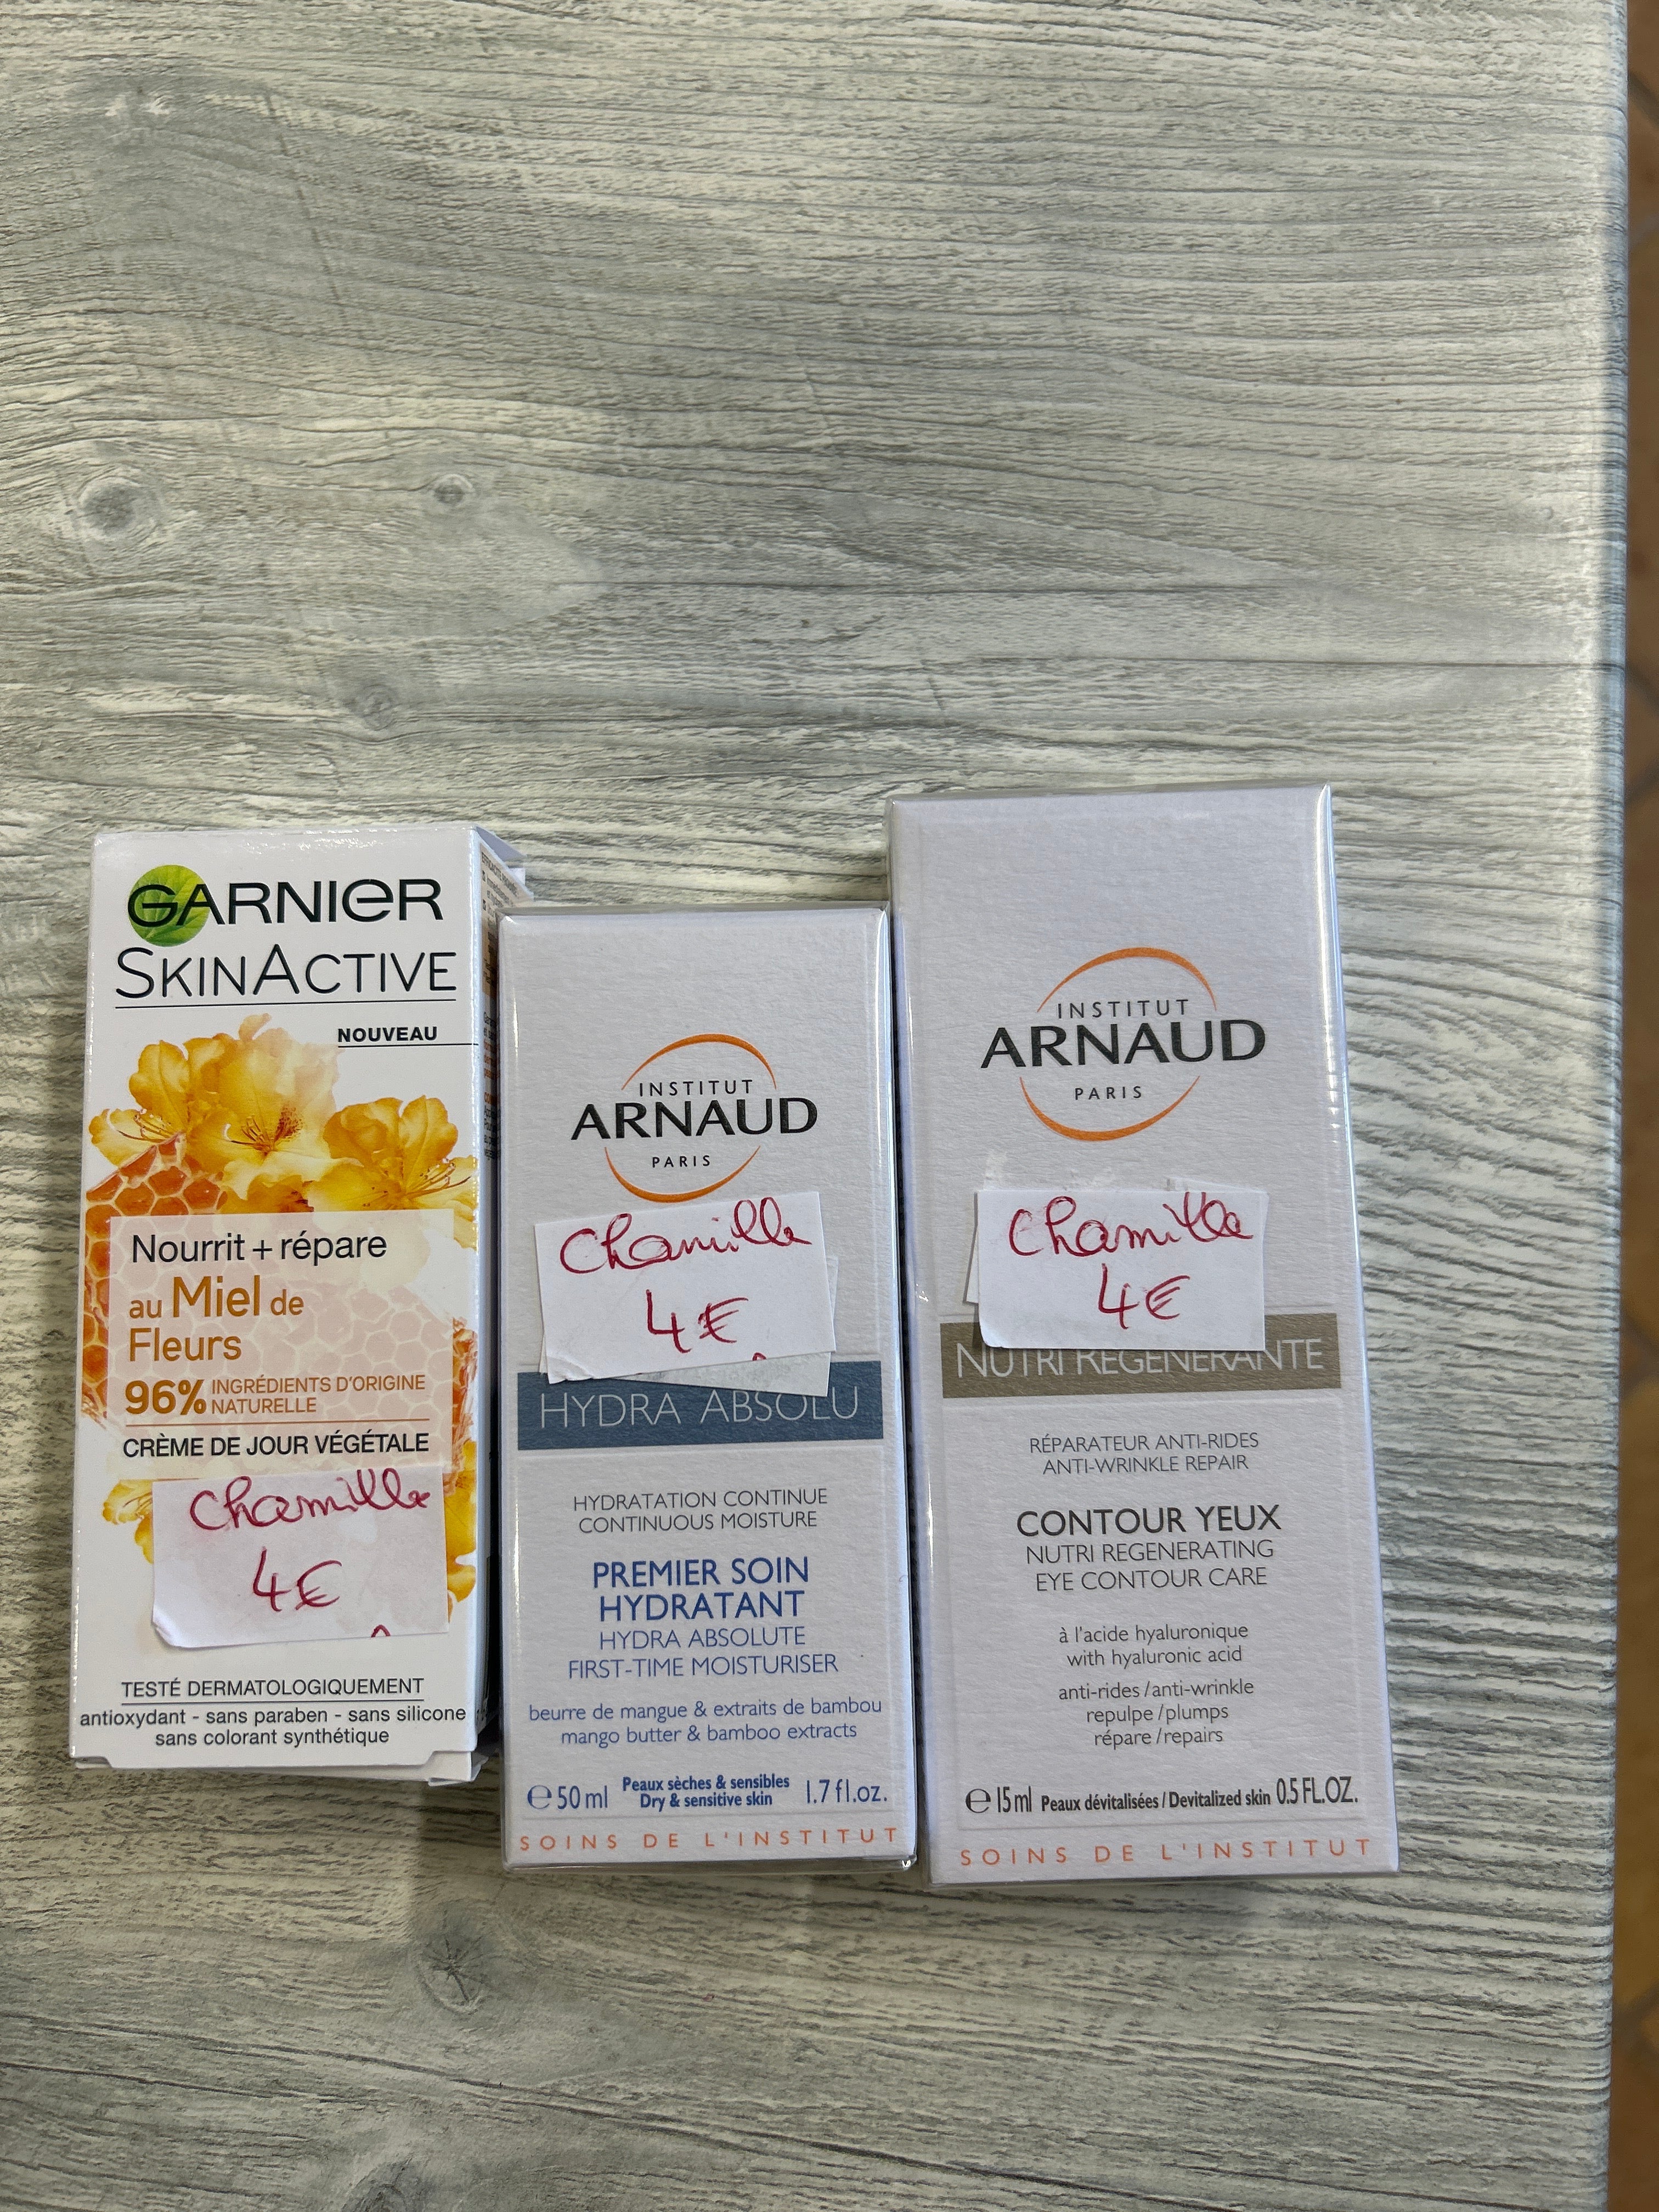 GARNIER
SKINACTIVE
NOUVEAU
Nourrit + répare
au Miel de
Fleurs
96% INGRÉDIENTS D'ORIGINE
NATURELLE
CRÈME DE JOUR VÉGÉTALE
Chamille
4€
TESTÉ DERMATOLOGIQUEMENT
antioxydant - sans paraben - sans silicone
sans colorant synthétique
INSTITUT
ARNAUD
PARIS
Chamille
4€
HYDRA ABSOLU
HYDRATATION CONTINUE
CONTINUOUS MOISTURE
PREMIER SOIN
HYDRATANT
HYDRA ABSOLUTE
FIRST-TIME MOISTURISER
beurre de mangue & extraits de bambou
mango butter & bamboo extracts
e 50 ml Peaux sèches & sensibles 1.7 fl.oz.
Dry & sensitive skin
SOINS DE L'INSTITUT
INSTITUT
ARNAUD
PARIS
Chamille
4€
NUTRI REGENERANTE
RÉPARATEUR ANTI-RIDES
ANTI-WRINKLE REPAIR
CONTOUR YEUX
NUTRI REGENERATING
EYE CONTOUR CARE
à l'acide hyaluronique
with hyaluronic acid
anti-rides / anti-wrinkle
repulpe / plumps
répare / repairs
e 15 ml Peaux dévitalisées / Devitalized skin 0.5 FL.OZ.
SOINS DE L'INSTITUT